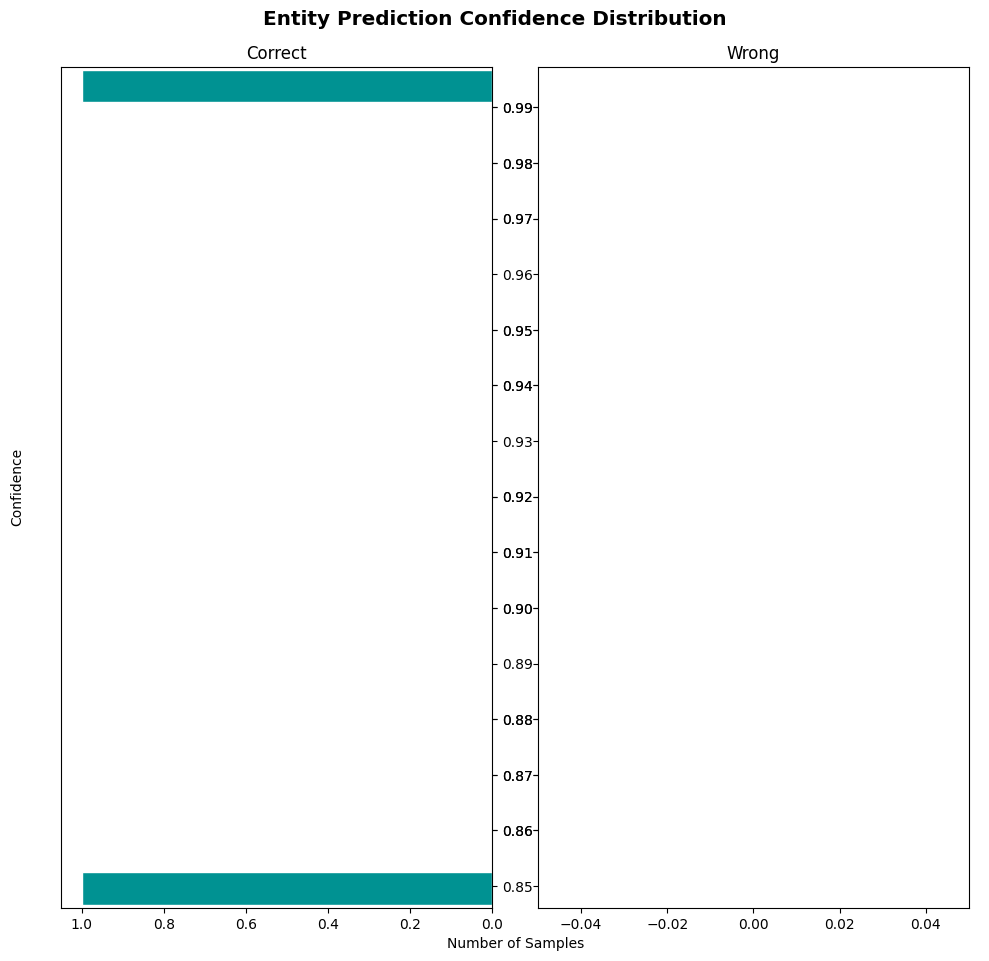 Entity Prediction Confidence Distribution
Correct
Wrong
Confidence
0.99
0.98
0.97
0.96
0.95
0.94
0.93
0.92
0.91
0.90
0.89
0.88
0.87
0.86
0.85
1.0 0.8 0.6 0.4 0.2 0.0
−0.04 −0.02 0.00 0.02 0.04
Number of Samples